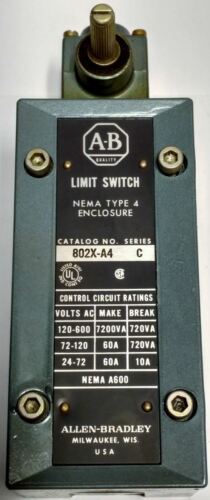 A-B
QUALITY
LIMIT SWITCH
NEMA TYPE 4
ENCLOSURE
CATALOG NO. SERIES
802X-A4 C
UL
CONTROL CIRCUIT RATINGS
VOLTS AC MAKE BREAK
120-600 7200VA 720VA
72-120 60A 720VA
24-72 60A 10A
NEMA A600
ALLEN-BRADLEY
MILWAUKEE, WIS.
USA